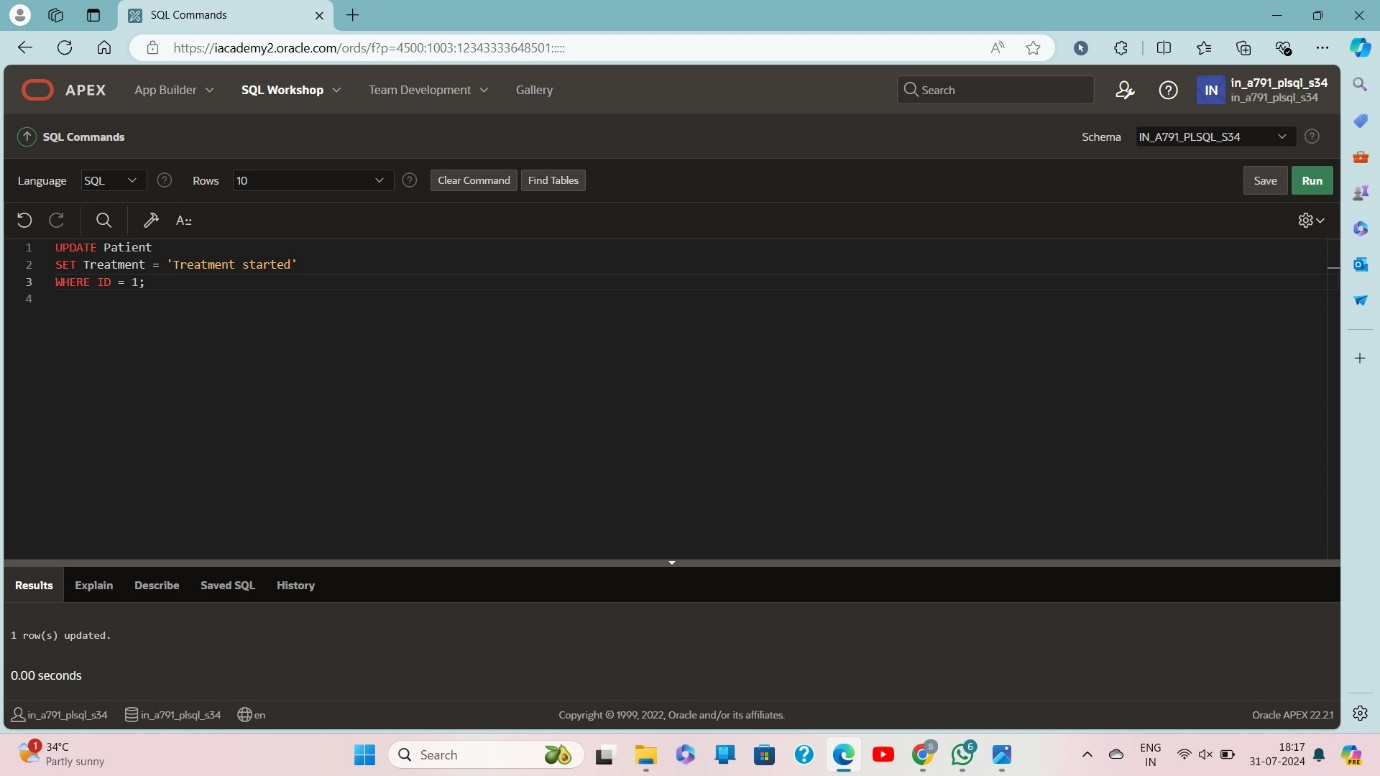 SQL Commands
https://iacademy2.oracle.com/ords/f?p=4500:1003:12343333648501:::::
APEX App Builder SQL Workshop Team Development Gallery Search IN in_a791_plsql_s34
in_a791_plsql_s34
SQL Commands Schema IN_A791_PLSQL_S34
Language SQL Rows 10 Clear Command Find Tables Save Run
A::
1 UPDATE Patient
2 SET Treatment = 'Treatment started'
3 WHERE ID = 1;
4
Results Explain Describe Saved SQL History
1 row(s) updated.
0.00 seconds
in_a791_plsql_s34 in_a791_plsql_s34 en Copyright © 1999, 2022, Oracle and/or its affiliates. Oracle APEX 22.2.1
1 34°C
Partly sunny
Search
S
6
PRE
ENG
IN
18:17
31-07-2024